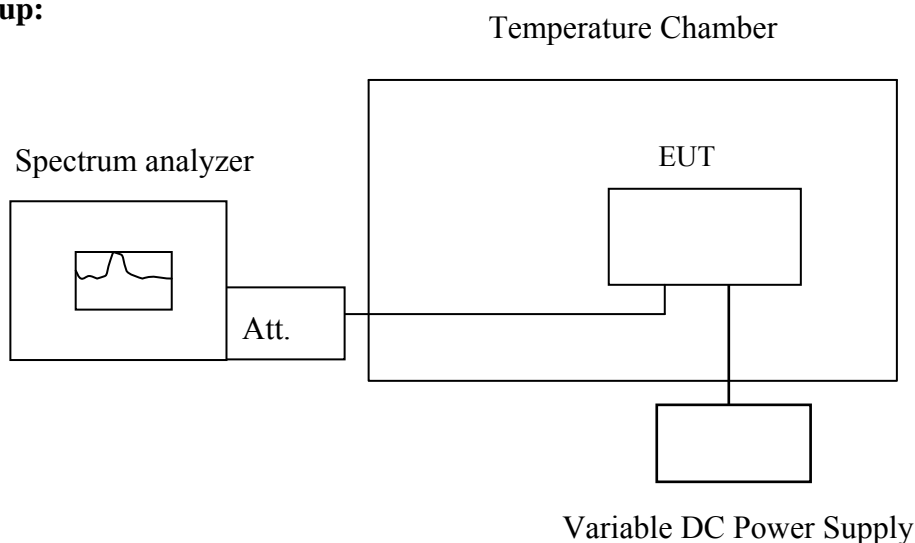 up:
Temperature Chamber
Spectrum analyzer
EUT
Att.
Variable DC Power Supply